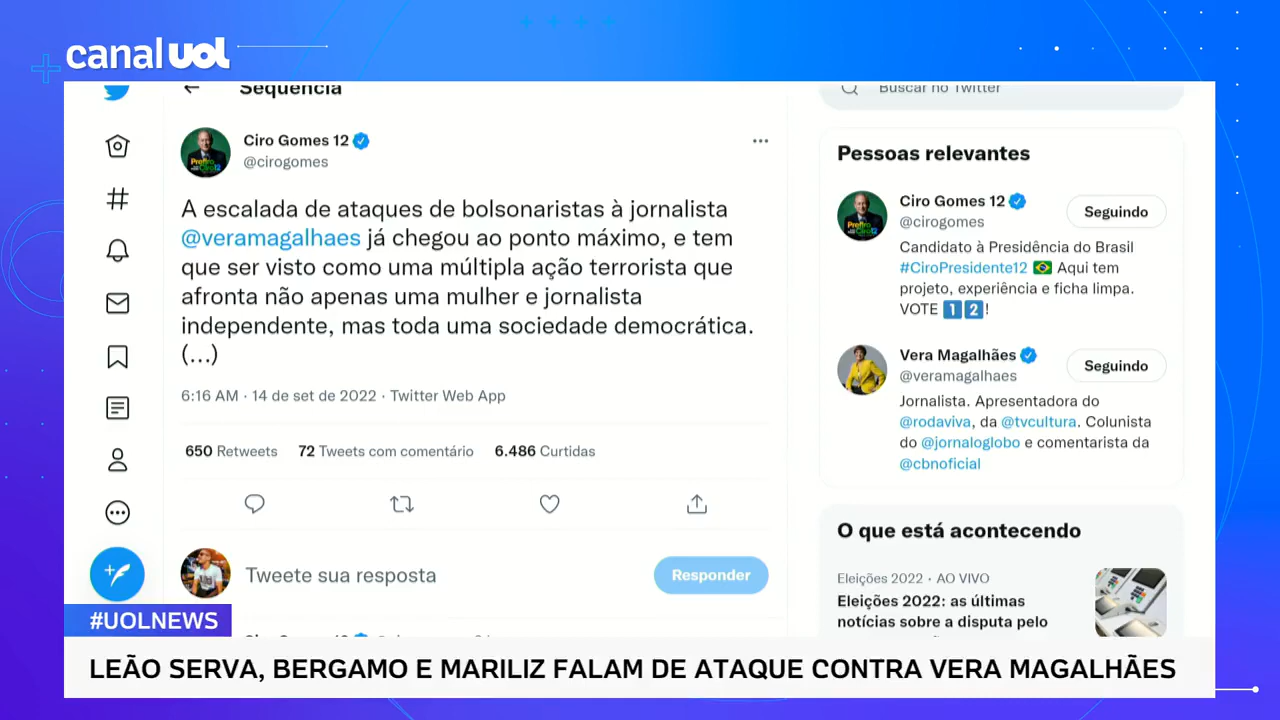 canal uol
Sequência
Buscar no Twitter
Ciro Gomes 12
@cirogomes
A escalada de ataques de bolsonaristas à jornalista
@veramagalhaes já chegou ao ponto máximo, e tem
que ser visto como uma múltipla ação terrorista que
afronta não apenas uma mulher e jornalista
independente, mas toda uma sociedade democrática.
(...)
6:16 AM · 14 de set de 2022 · Twitter Web App
650 Retweets 72 Tweets com comentário 6.486 Curtidas
Tweete sua resposta
Responder
Pessoas relevantes
Ciro Gomes 12
@cirogomes
Seguindo
Candidato à Presidência do Brasil
#CiroPresidente12 🇧🇷 Aqui tem
projeto, experiência e ficha limpa.
VOTE 1️⃣2️⃣!
Vera Magalhães
@veramagalhaes
Seguindo
Jornalista. Apresentadora do
@rodaviva, da @tvcultura. Colunista
do @jornaloglobo e comentarista da
@cbnoficial
O que está acontecendo
Eleições 2022 · AO VIVO
Eleições 2022: as últimas
notícias sobre a disputa pelo
#UOLNEWS
LEÃO SERVA, BERGAMO E MARILIZ FALAM DE ATAQUE CONTRA VERA MAGALHÃES